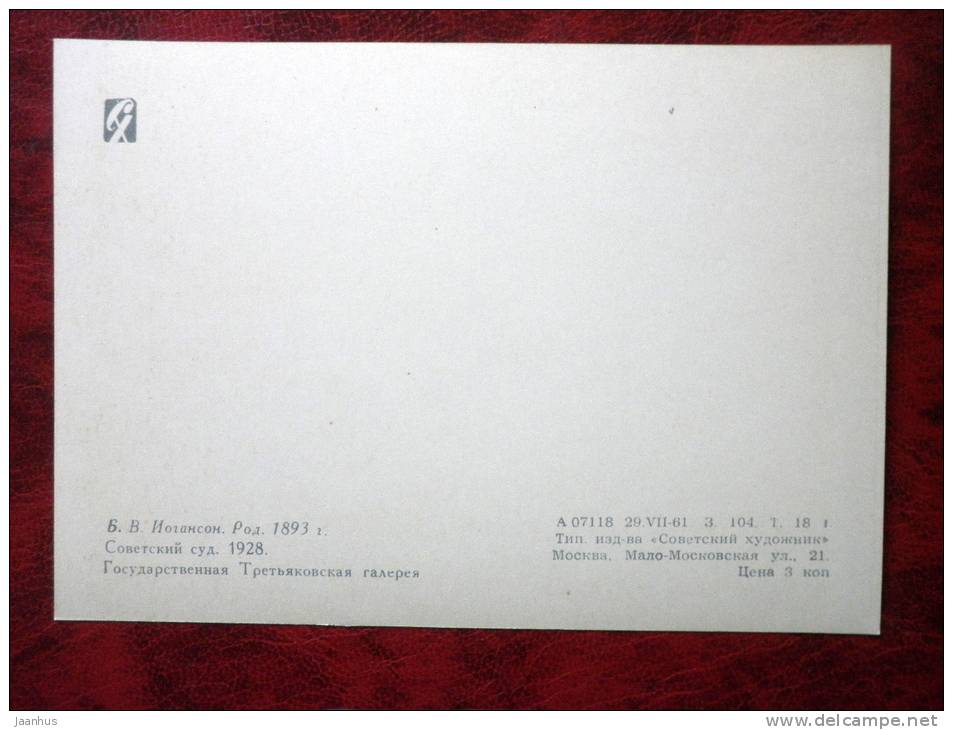 СХ
Б. В. Иогансон. Род. 1893 г.
Советский суд. 1928.
Государственная Третьяковская галерея
А 07118 29.VII-61 З. 104. Т. 18 т
Тип. изд-ва «Советский художник»
Москва, Мало-Московская ул., 21.
Цена 3 коп
Jaanhus
www.delcampe.net